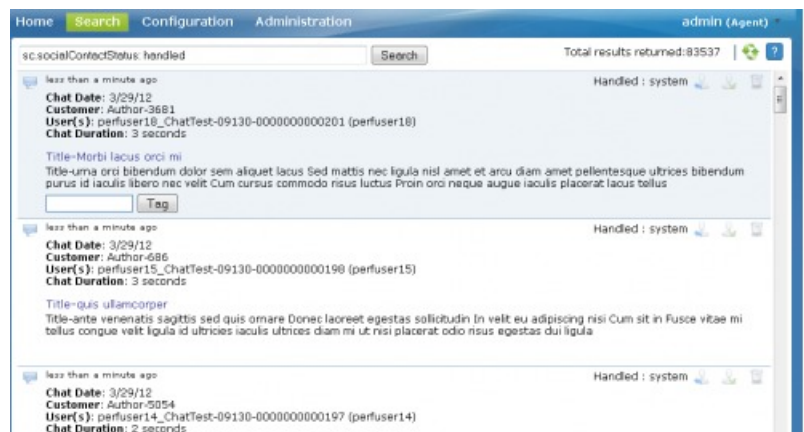 Home Search Configuration Administration admin (Agent)
sc.socialContactStatus: handled Search Total results returned:83537 ?
less than a minute ago Handled : system
Chat Date: 3/29/12
Customer: Author-3681
User(s): perfuser18_ChatTest-09130-0000000000201 (perfuser18)
Chat Duration: 3 seconds
Title-Morbi lacus orci mi
Title-urna orci bibendum dolor sem aliquet lacus Sed mattis nec ligula nisl amet et arcu diam amet pellentesque ultrices bibendum
purus id iaculis libero nec velit Cum cursus commodo risus luctus Proin orci neque augue iaculis placerat lacus tellus
Tag
less than a minute ago Handled : system
Chat Date: 3/29/12
Customer: Author-686
User(s): perfuser15_ChatTest-09130-0000000000198 (perfuser15)
Chat Duration: 3 seconds
Title-quis ullamcorper
Title-ante venenatis sagittis sed quis ornare Donec laoreet egestas sollicitudin In velit eu adipiscing nisi Cum sit in Fusce vitae mi
tellus congue velit ligula id ultricies iaculis ultrices diam mi ut nisi placerat odio risus egestas dui ligula
less than a minute ago Handled : system
Chat Date: 3/29/12
Customer: Author-5054
User(s): perfuser14_ChatTest-09130-0000000000197 (perfuser14)
Chat Duration: 2 seconds